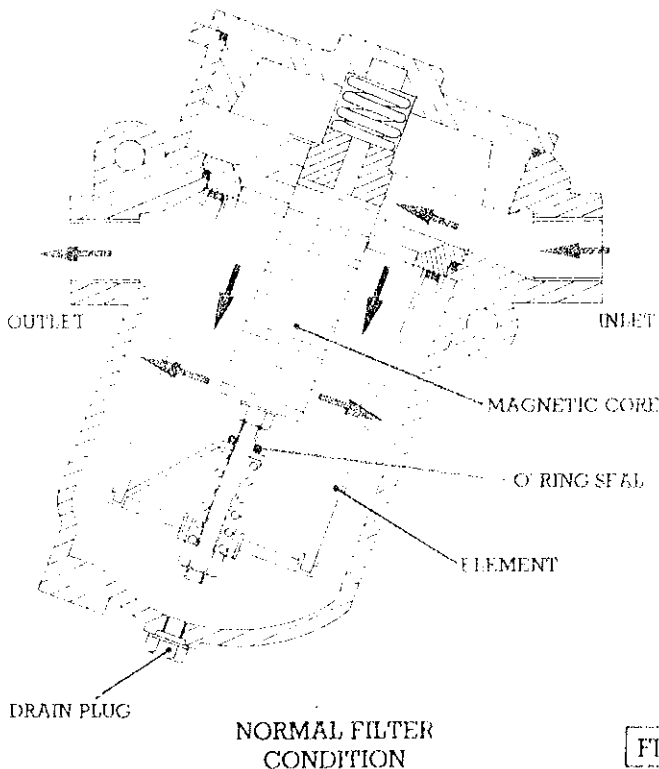 OUTLET
INLET
MAGNETIC CORE
O' RING SEAL
ELEMENT
DRAIN PLUG
NORMAL FILTER
CONDITION